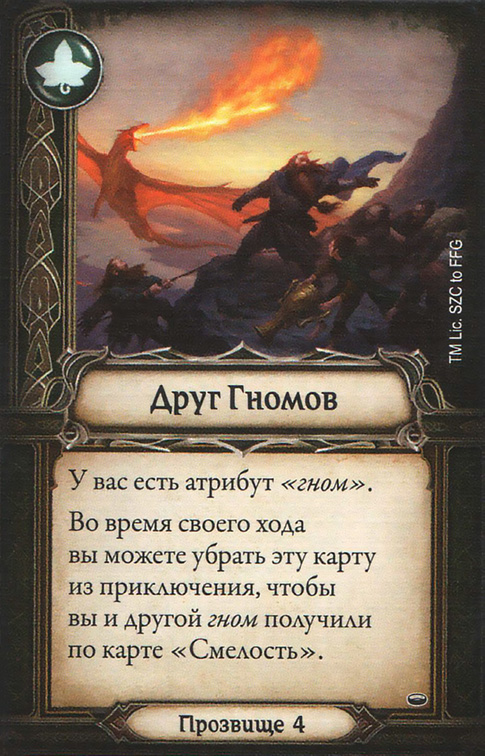 TM Lic. SZC to FFG
Друг Гномов
У вас есть атрибут «гном».
Во время своего хода
вы можете убрать эту карту
из приключения, чтобы
вы и другой гном получили
по карте «Смелость».
Прозвище 4